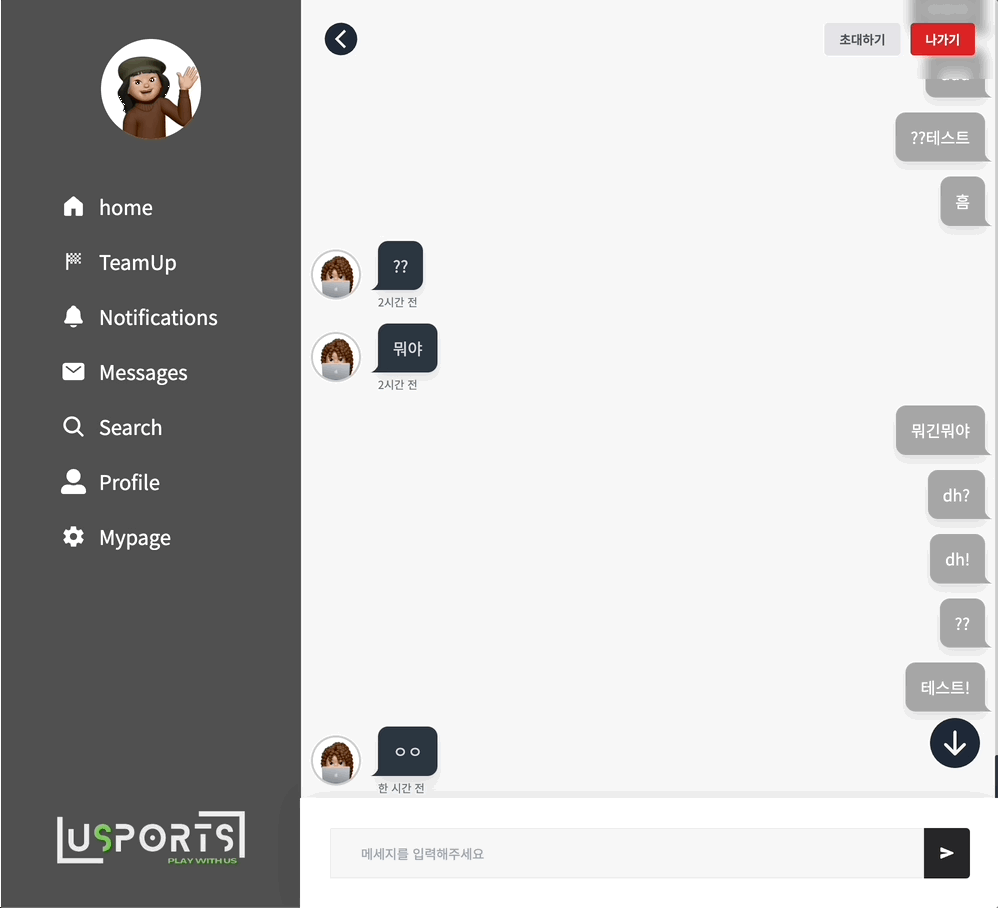 home
TeamUp
Notifications
Messages
Search
Profile
Mypage
USPORTS
PLAY WITH US
초대하기
나가기
??테스트
흠
??
2시간 전
뭐야
2시간 전
뭐긴뭐야
dh?
dh!
??
테스트!
ㅇㅇ
한 시간 전
메세지를 입력해주세요